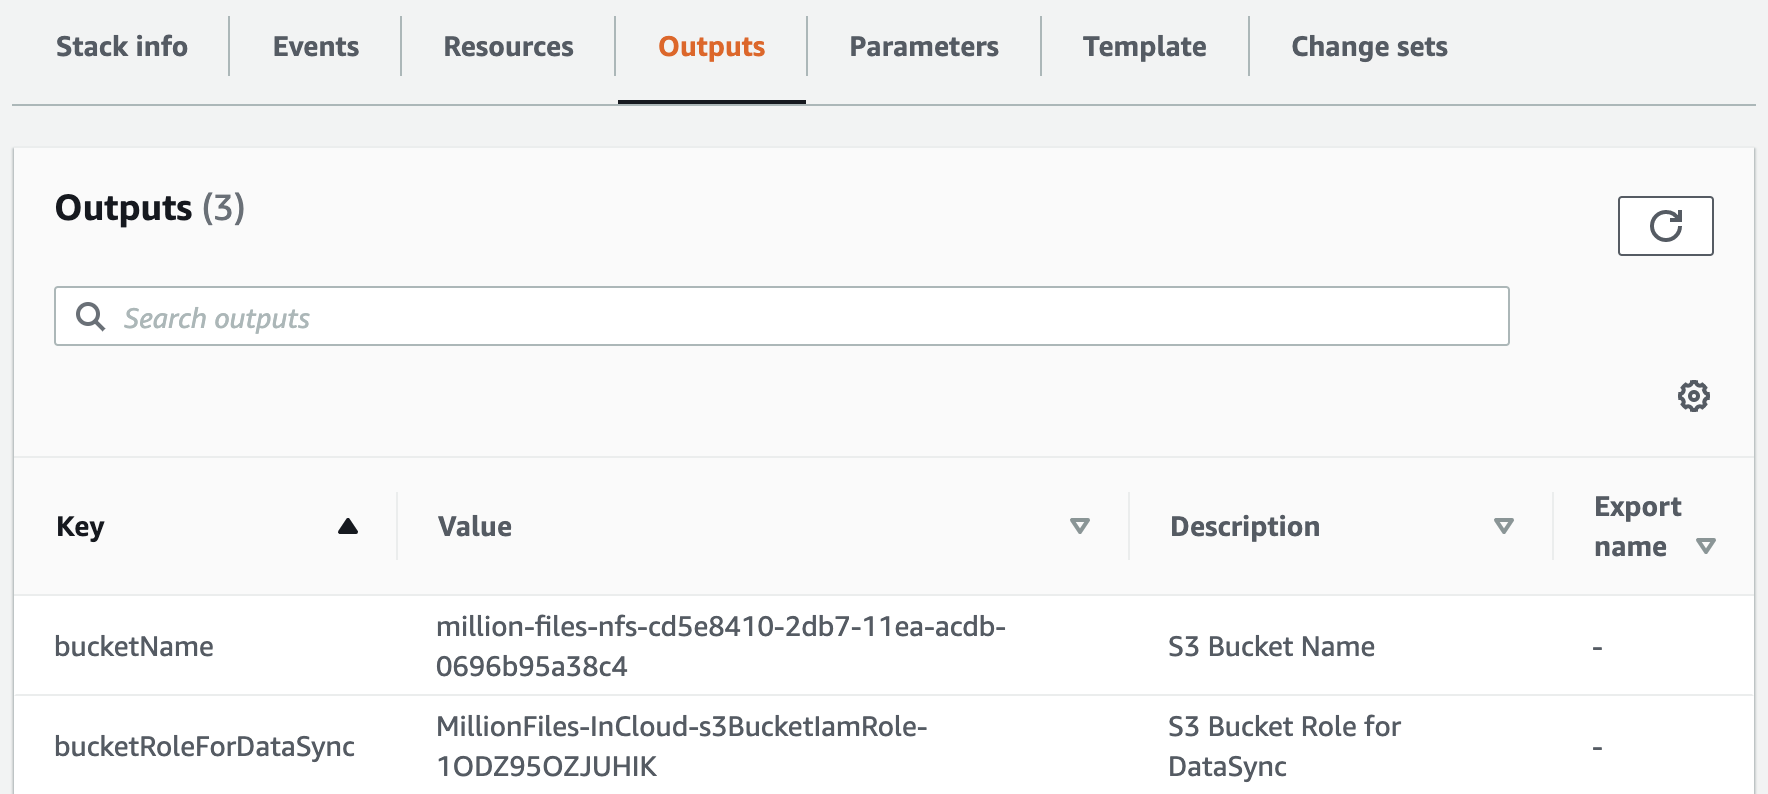 Stack info Events Resources Outputs Parameters Template Change sets
Outputs (3)
Search outputs
Key Value Description Export name
bucketName million-files-nfs-cd5e8410-2db7-11ea-acdb-0696b95a38c4 S3 Bucket Name -
bucketRoleForDataSync MillionFiles-InCloud-s3BucketIamRole-1ODZ95OZJUHIK S3 Bucket Role for DataSync -